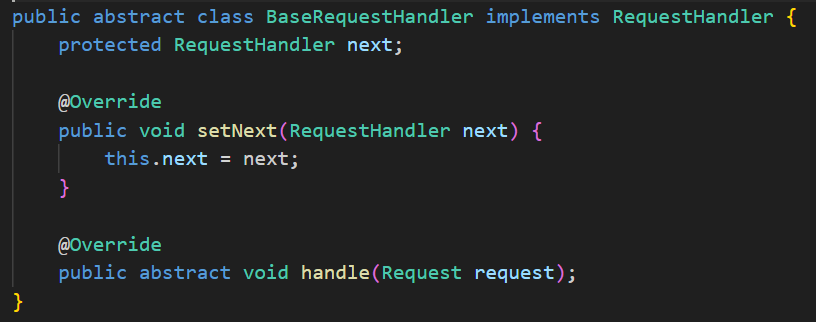 public abstract class BaseRequestHandler implements RequestHandler {
    protected RequestHandler next;

    @Override
    public void setNext(RequestHandler next) {
        this.next = next;
    }

    @Override
    public abstract void handle(Request request);
}